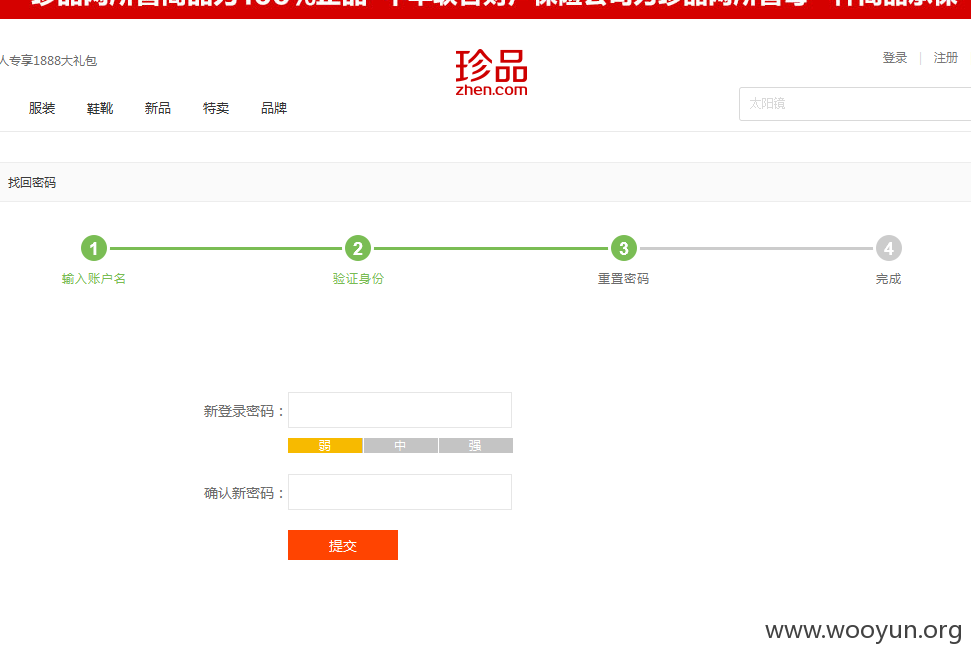 人专享1888大礼包
珍品
zhen.com
登录 | 注册
服装 鞋靴 新品 特卖 品牌
太阳镜
找回密码
1 2 3 4
输入账户名 验证身份 重置密码 完成
新登录密码：
弱 中 强
确认新密码：
提交
www.wooyun.org